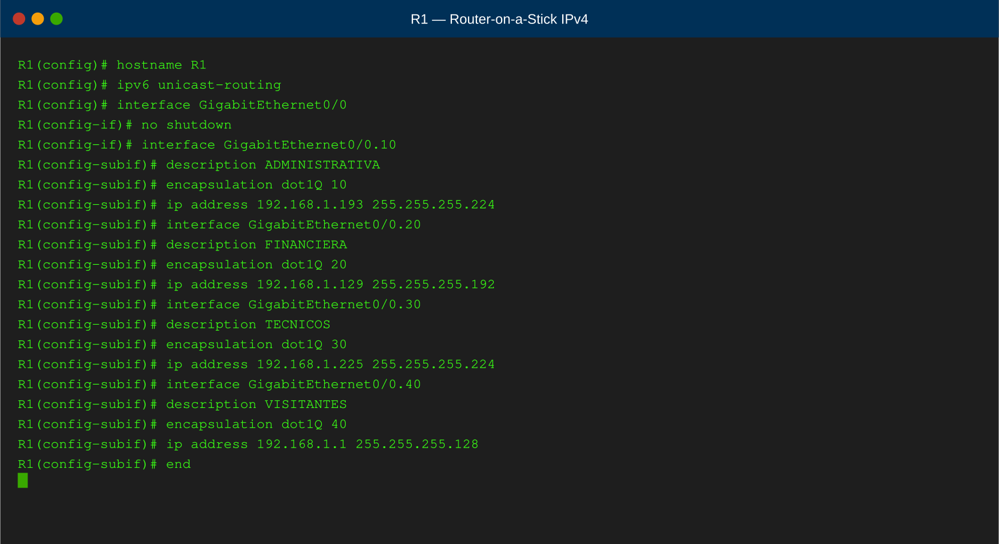 R1 — Router-on-a-Stick IPv4
R1(config)# hostname R1
R1(config)# ipv6 unicast-routing
R1(config)# interface GigabitEthernet0/0
R1(config-if)# no shutdown
R1(config-if)# interface GigabitEthernet0/0.10
R1(config-subif)# description ADMINISTRATIVA
R1(config-subif)# encapsulation dot1Q 10
R1(config-subif)# ip address 192.168.1.193 255.255.255.224
R1(config-subif)# interface GigabitEthernet0/0.20
R1(config-subif)# description FINANCIERA
R1(config-subif)# encapsulation dot1Q 20
R1(config-subif)# ip address 192.168.1.129 255.255.255.192
R1(config-subif)# interface GigabitEthernet0/0.30
R1(config-subif)# description TECNICOS
R1(config-subif)# encapsulation dot1Q 30
R1(config-subif)# ip address 192.168.1.225 255.255.255.224
R1(config-subif)# interface GigabitEthernet0/0.40
R1(config-subif)# description VISITANTES
R1(config-subif)# encapsulation dot1Q 40
R1(config-subif)# ip address 192.168.1.1 255.255.255.128
R1(config-subif)# end